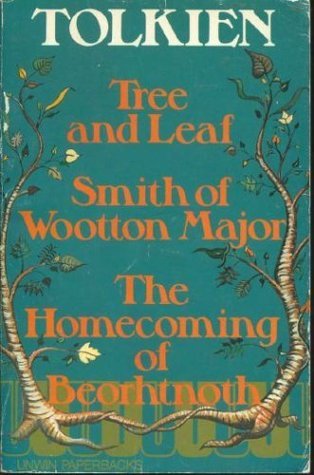 TOLKIEN
Tree
and Leaf
Smith of
Wootton Major
The
Homecoming
of
Beorhtnoth
UNWIN PAPERBACKS